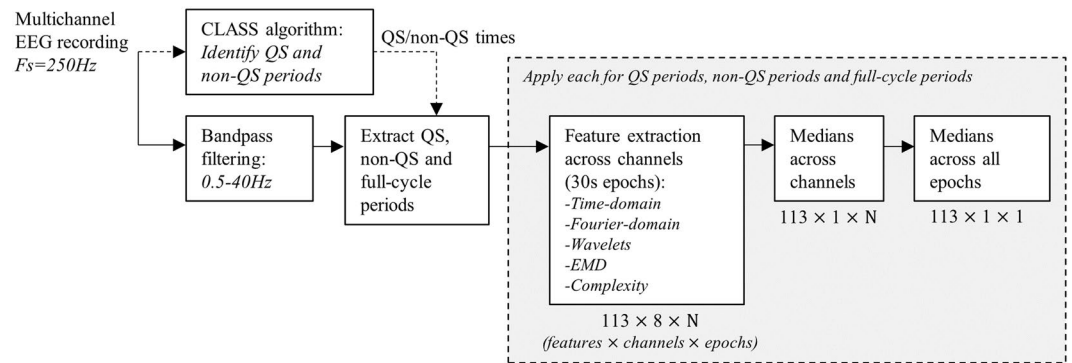 Multichannel
EEG recording
Fs=250Hz
CLASS algorithm:
Identify QS and
non-QS periods
QS/non-QS times
Bandpass
filtering:
0.5-40Hz
Extract QS,
non-QS and
full-cycle
periods
Apply each for QS periods, non-QS periods and full-cycle periods
Feature extraction
across channels
(30s epochs):
-Time-domain
-Fourier-domain
-Wavelets
-EMD
-Complexity
113 × 8 × N
(features × channels × epochs)
Medians
across
channels
113 × 1 × N
Medians
across all
epochs
113 × 1 × 1